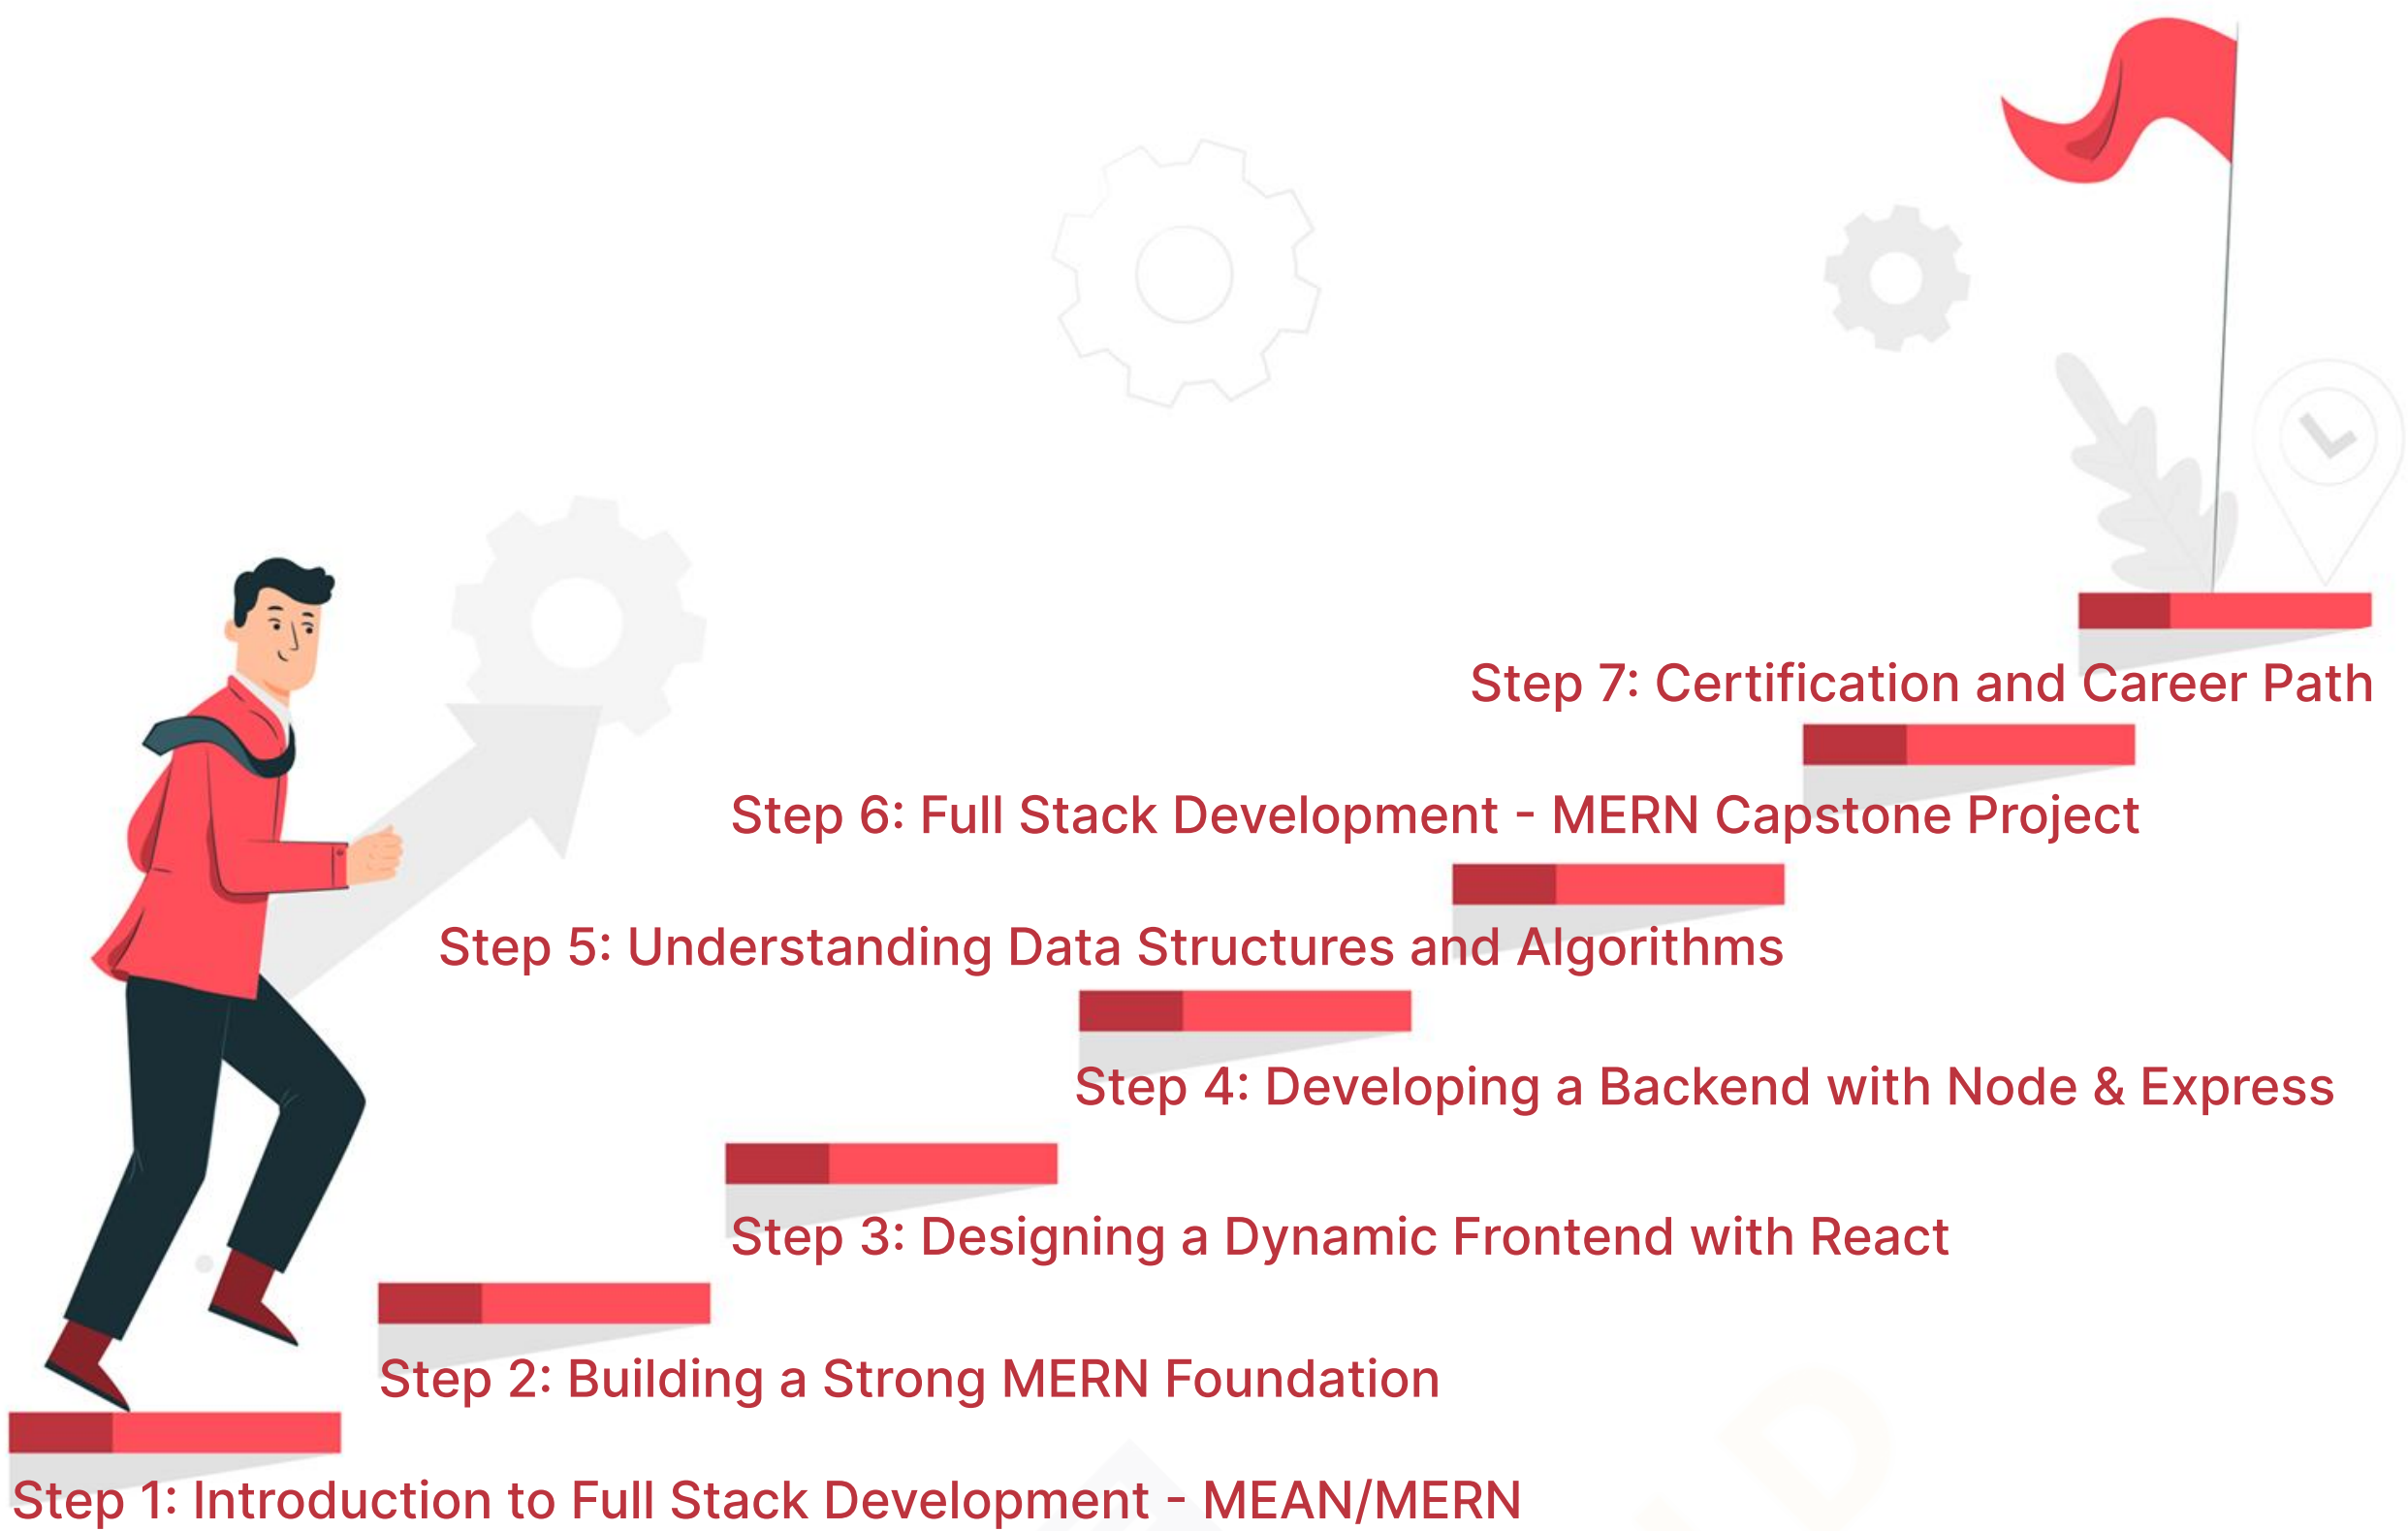 Step 7: Certification and Career Path
Step 6: Full Stack Development - MERN Capstone Project
Step 5: Understanding Data Structures and Algorithms
Step 4: Developing a Backend with Node & Express
Step 3: Designing a Dynamic Frontend with React
Step 2: Building a Strong MERN Foundation
Step 1: Introduction to Full Stack Development - MEAN/MERN